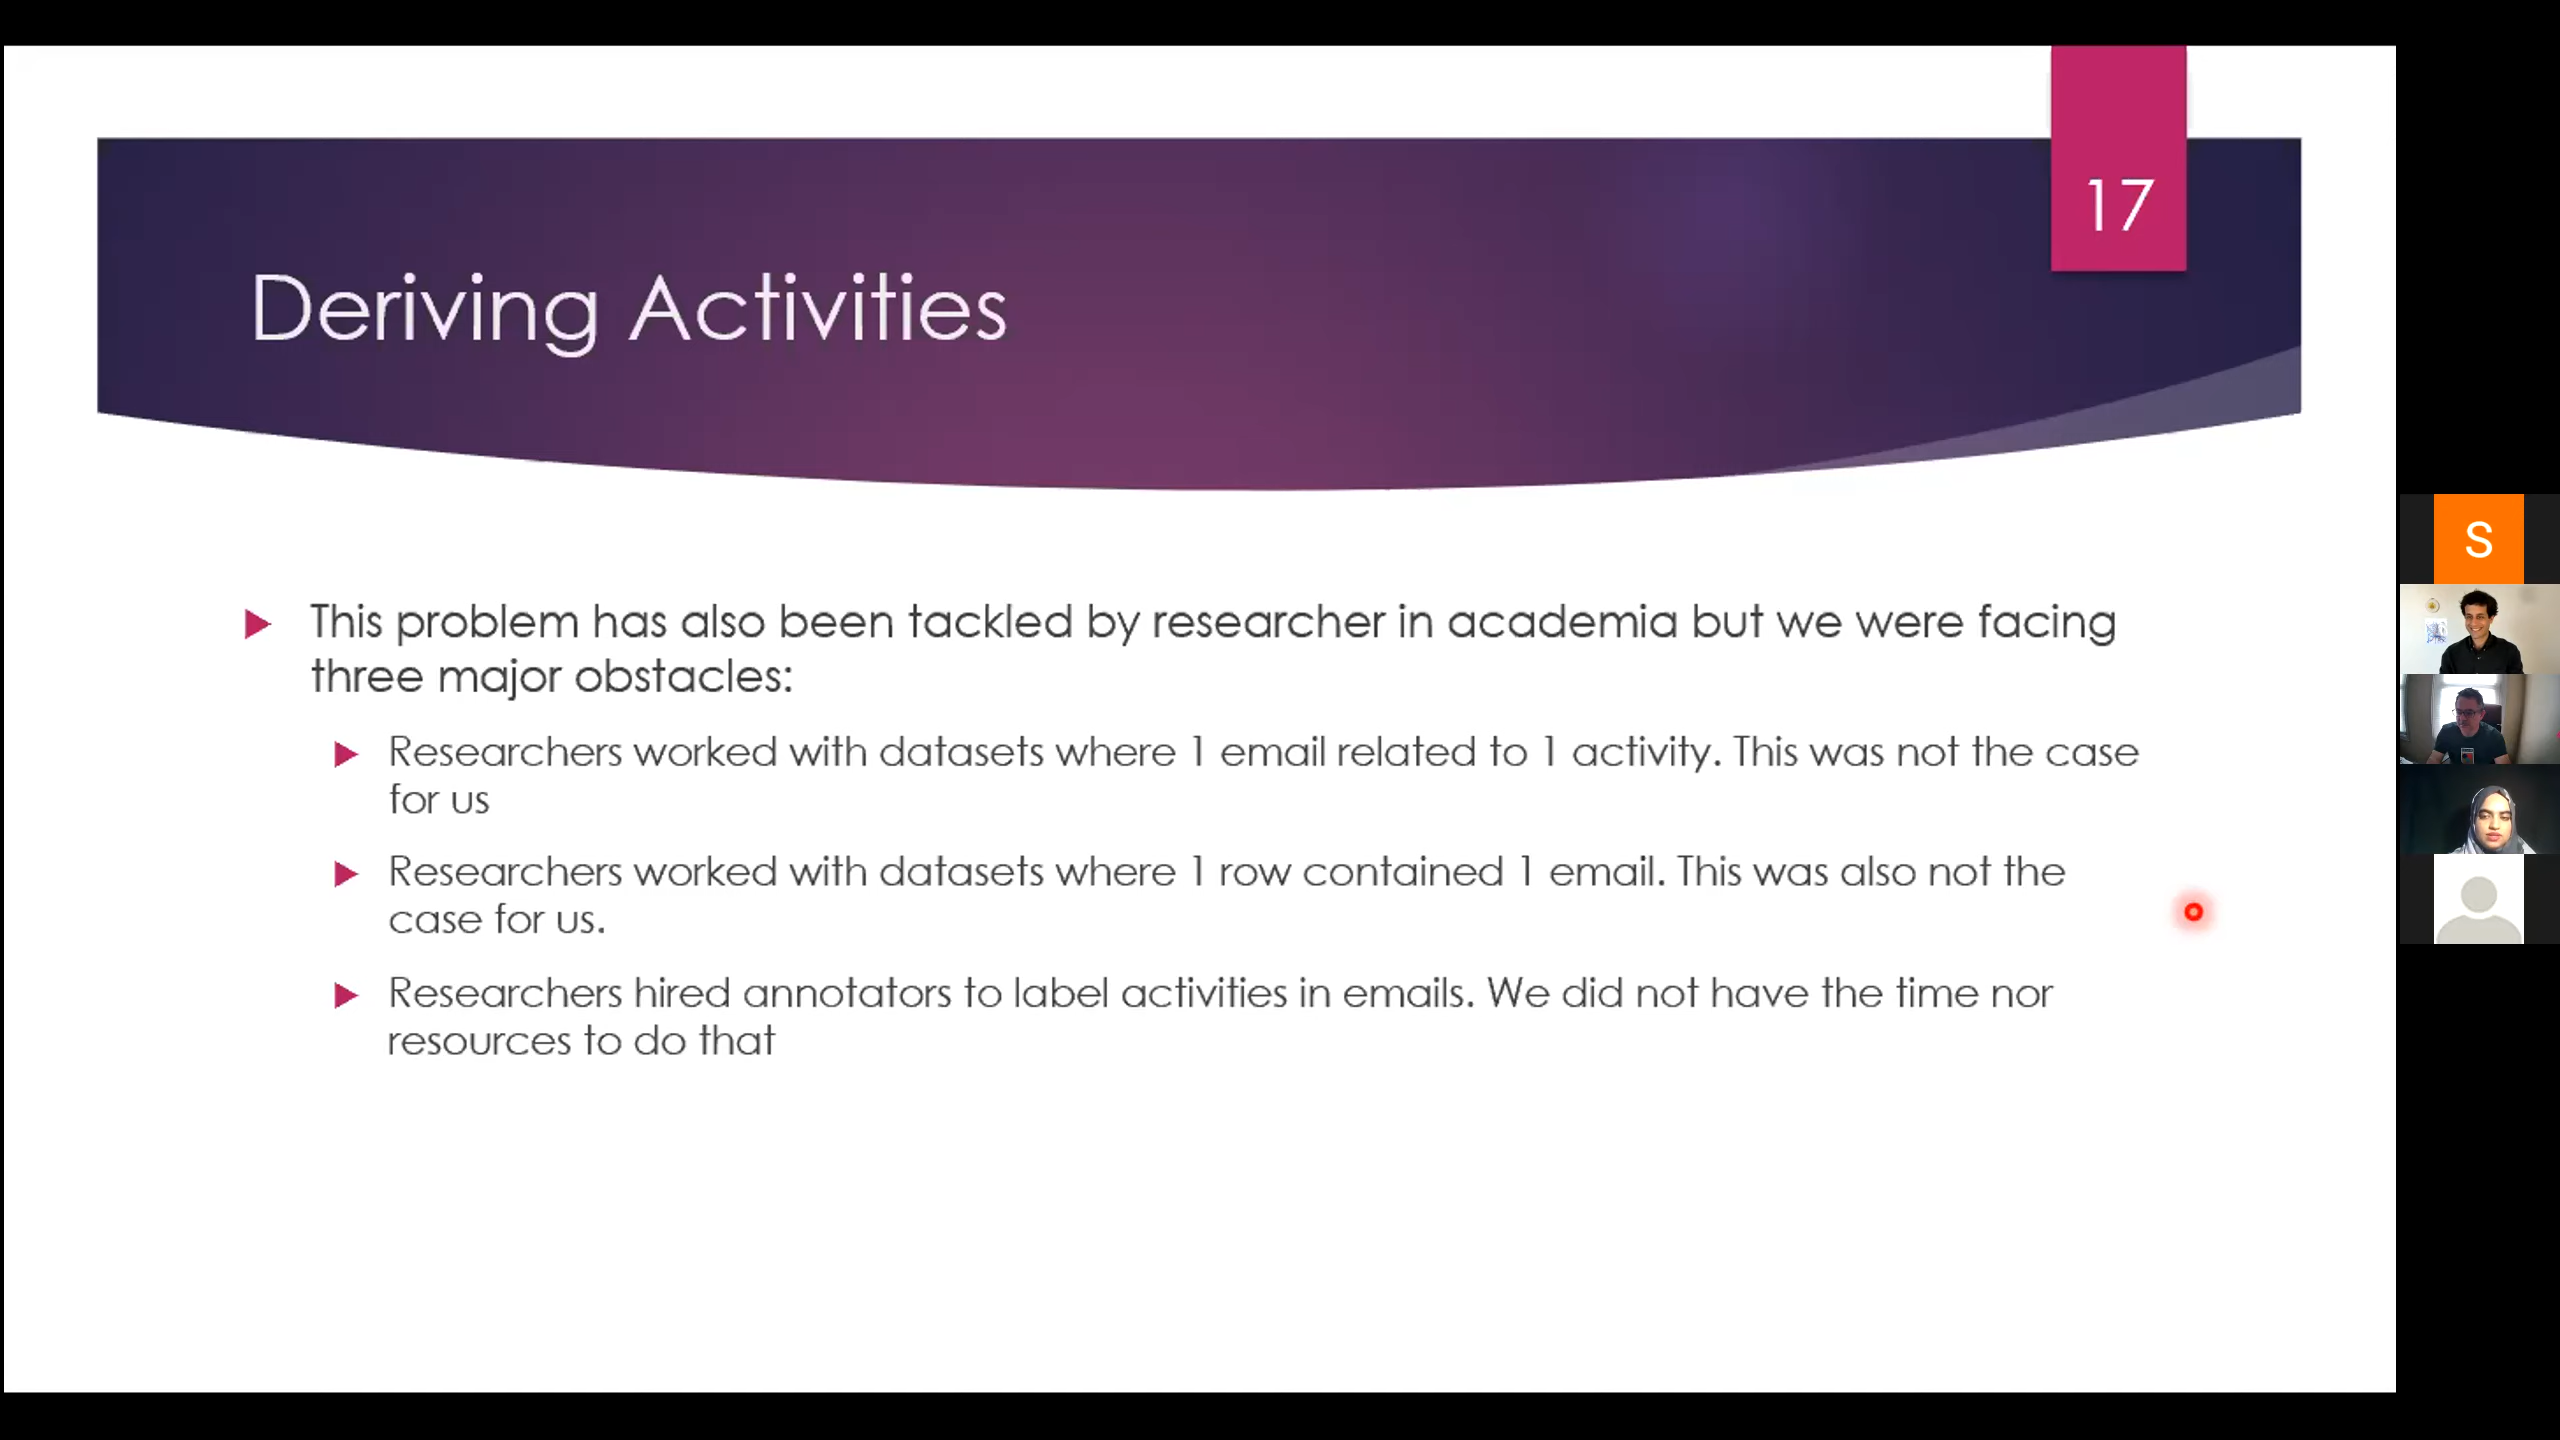 17
Deriving Activities
This problem has also been tackled by researcher in academia but we were facing
three major obstacles:
Researchers worked with datasets where 1 email related to 1 activity. This was not the case
for us
Researchers worked with datasets where 1 row contained 1 email. This was also not the
case for us.
Researchers hired annotators to label activities in emails. We did not have the time nor
resources to do that
S